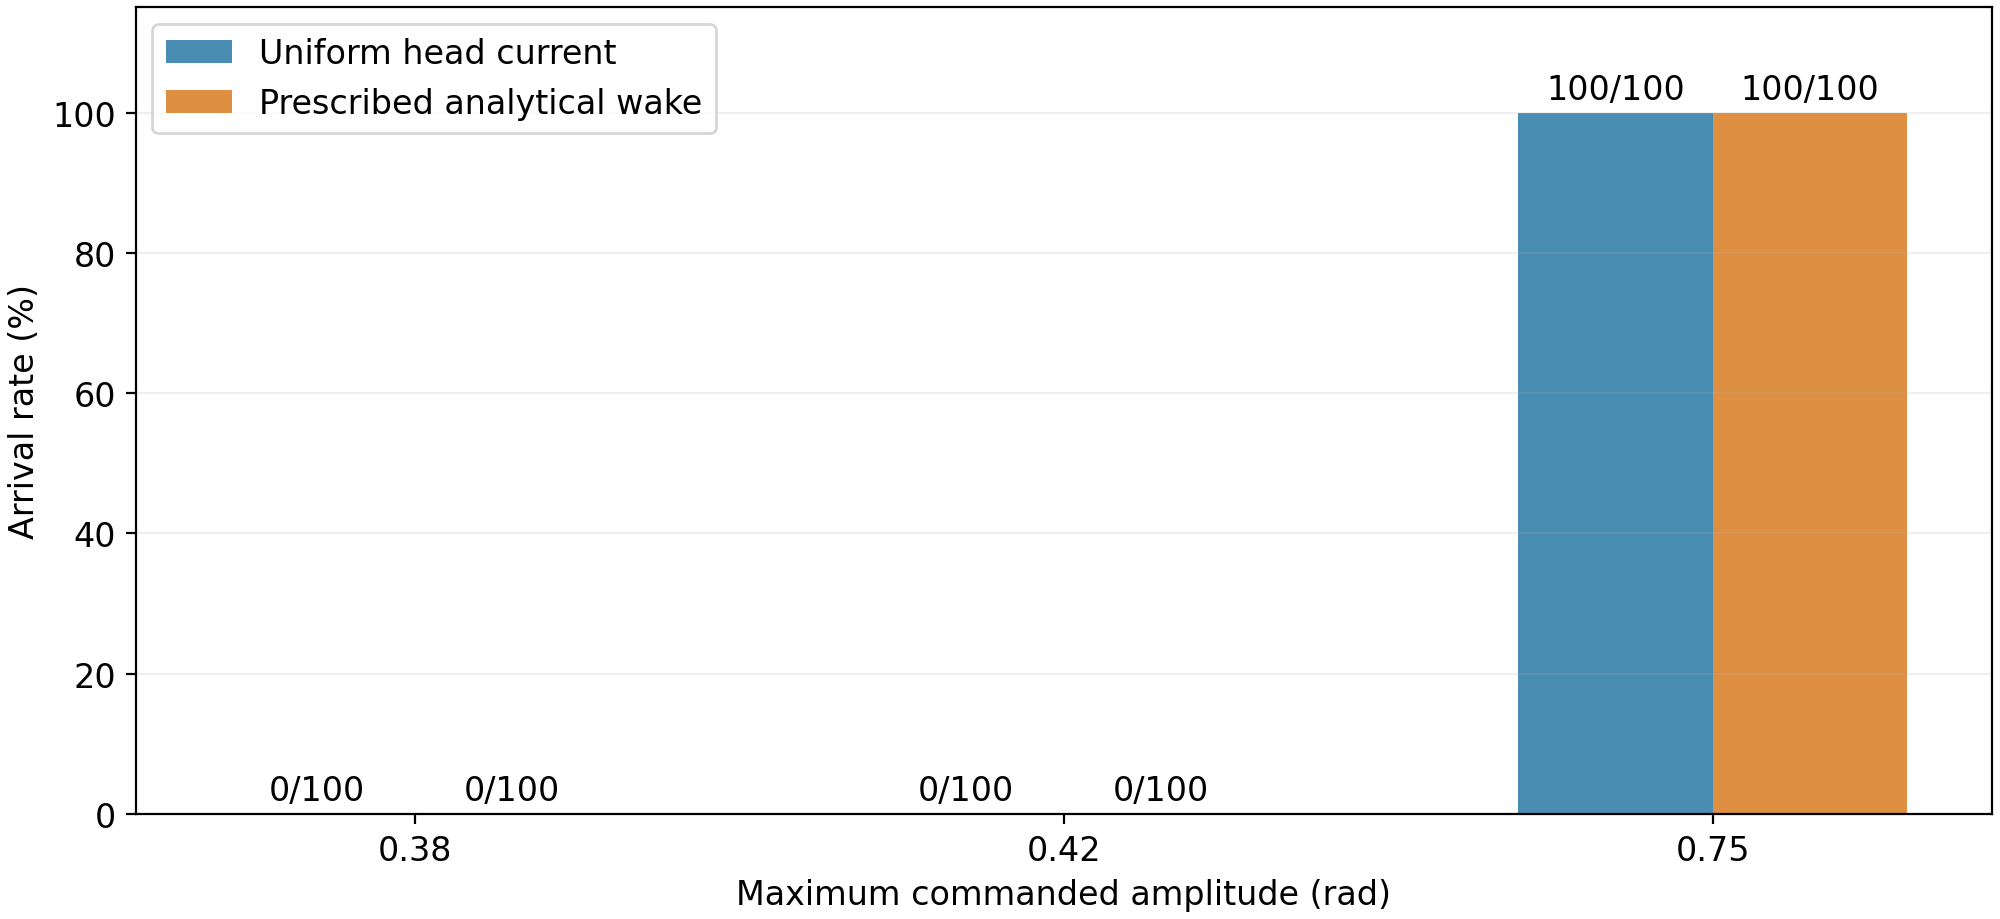 Uniform head current
Prescribed analytical wake
100/100 100/100
100
80
60
40
20
0
Arrival rate (%)
0/100 0/100 0/100 0/100
0.38 0.42 0.75
Maximum commanded amplitude (rad)